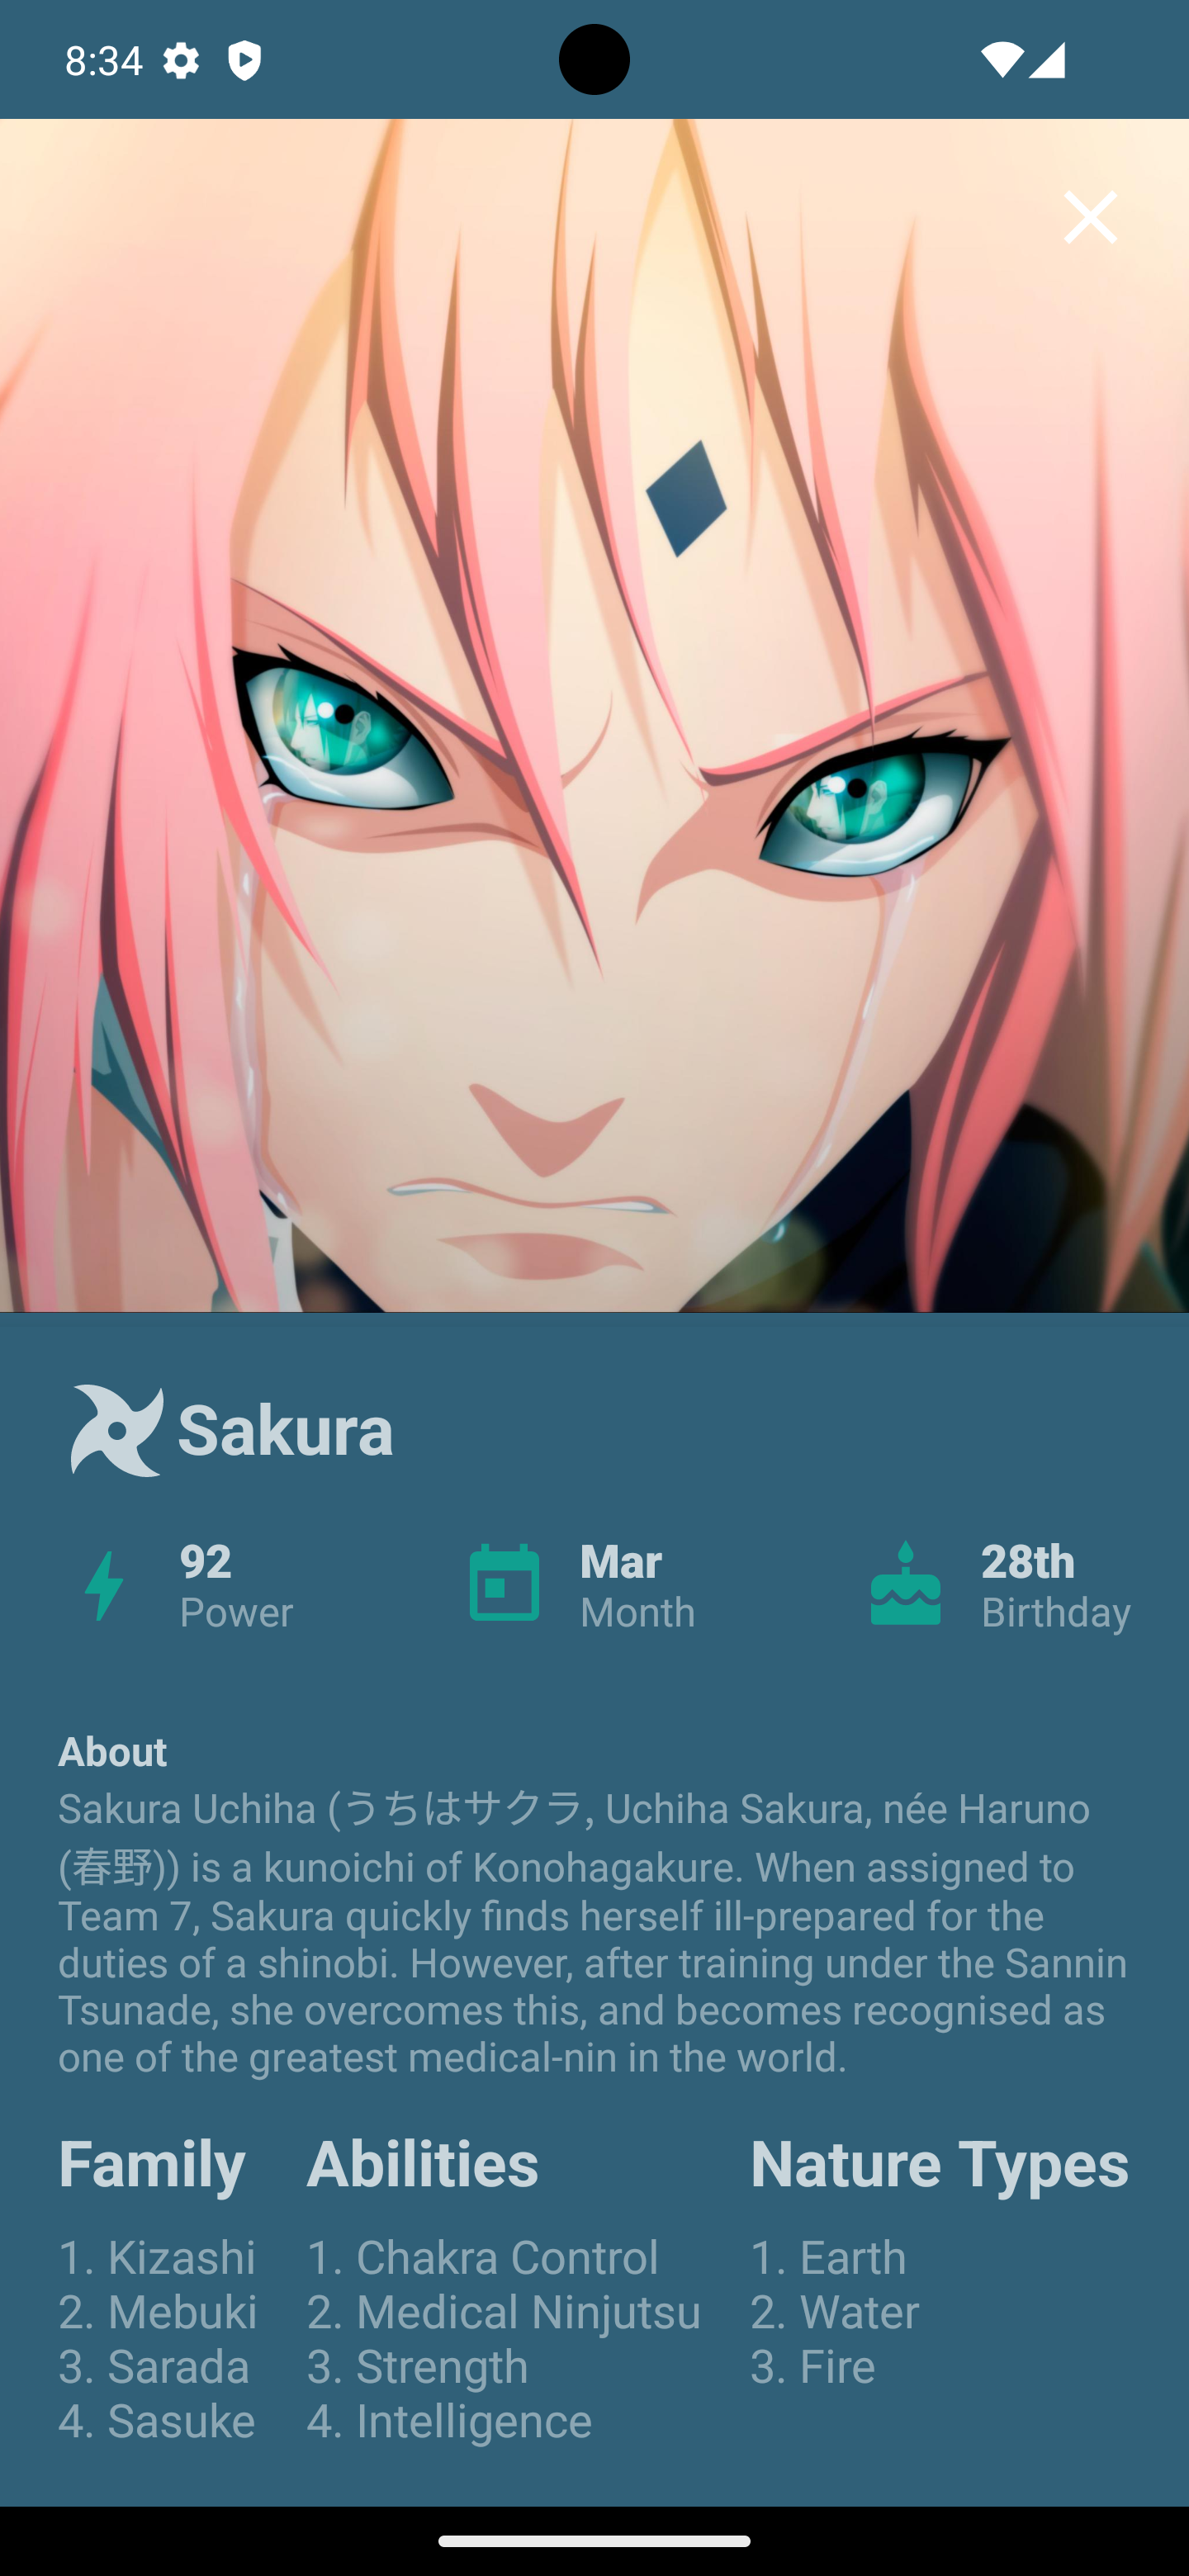 8:34
Sakura
92
Power
Mar
Month
28th
Birthday
About
Sakura Uchiha (うちはサクラ, Uchiha Sakura, née Haruno
(春野)) is a kunoichi of Konohagakure. When assigned to
Team 7, Sakura quickly finds herself ill-prepared for the
duties of a shinobi. However, after training under the Sannin
Tsunade, she overcomes this, and becomes recognised as
one of the greatest medical-nin in the world.
Family
1. Kizashi
2. Mebuki
3. Sarada
4. Sasuke
Abilities
1. Chakra Control
2. Medical Ninjutsu
3. Strength
4. Intelligence
Nature Types
1. Earth
2. Water
3. Fire